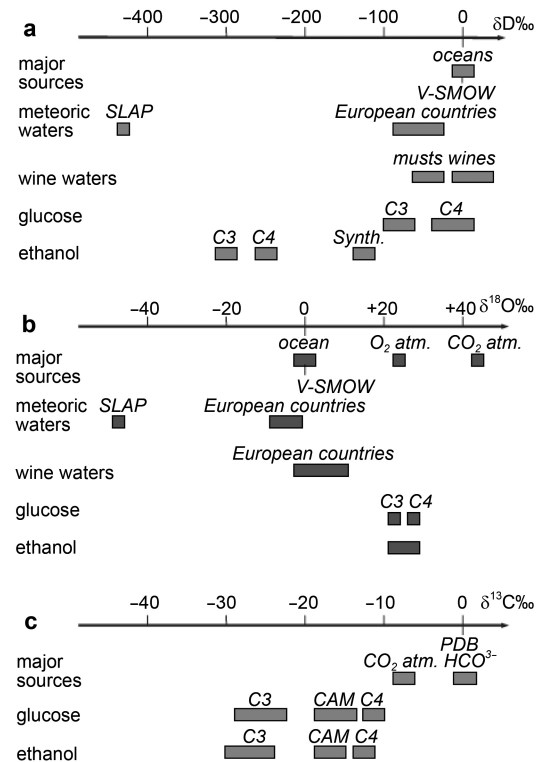 a
−400 −300 −200 −100 0 δD‰
major sources
oceans
V-SMOW
meteoric waters
SLAP European countries
wine waters
musts wines
glucose
C3 C4
ethanol
C3 C4 Synth.
b
−40 −20 0 +20 +40 δ¹⁸O‰
major sources
ocean O₂ atm. CO₂ atm.
V-SMOW
meteoric waters
SLAP European countries
European countries
wine waters
glucose
C3 C4
ethanol
c
−40 −30 −20 −10 0 δ¹³C‰
PDB
major sources
CO₂ atm. HCO³⁻
glucose
C3 CAM C4
ethanol
C3 CAM C4